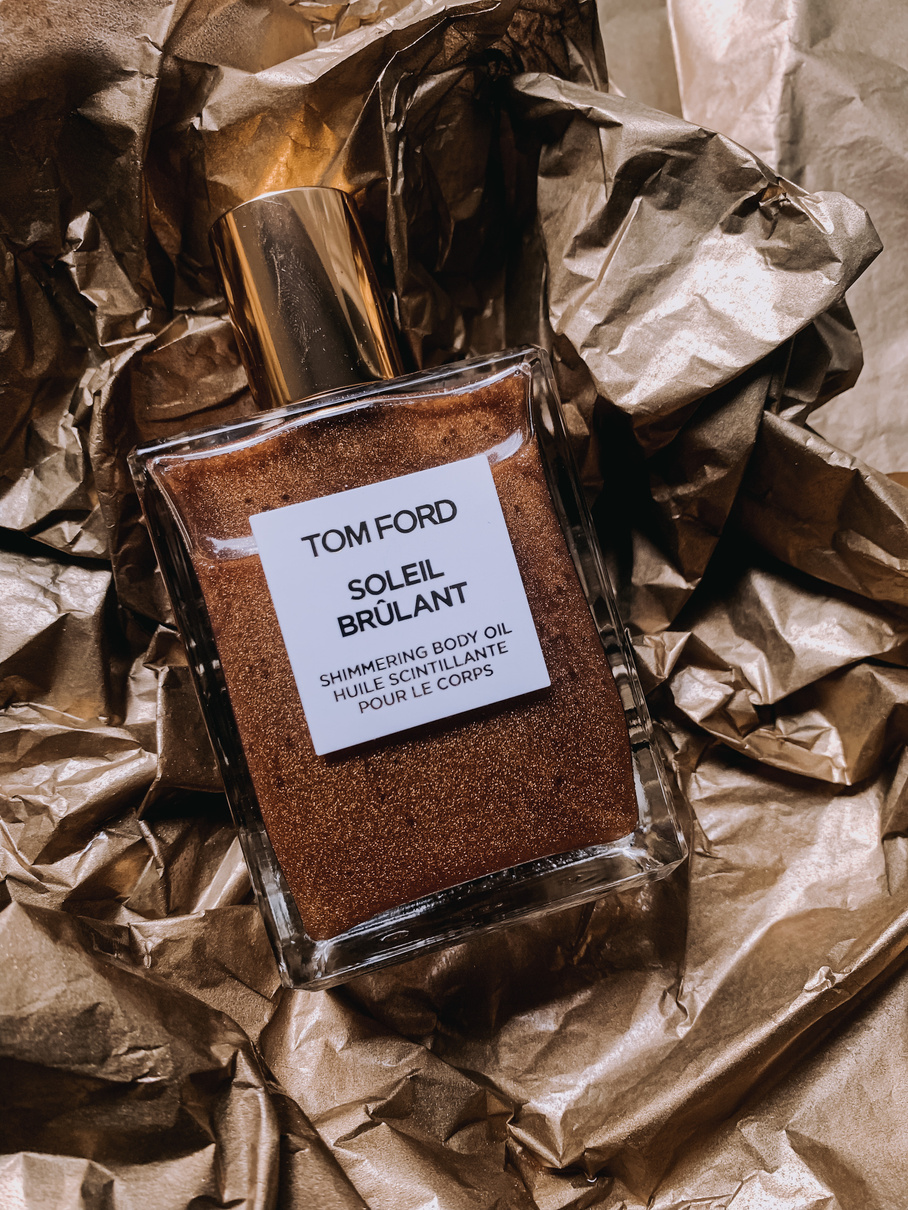 TOM FORD
SOLEIL
BRÛLANT
SHIMMERING BODY OIL
HUILE SCINTILLANTE
POUR LE CORPS